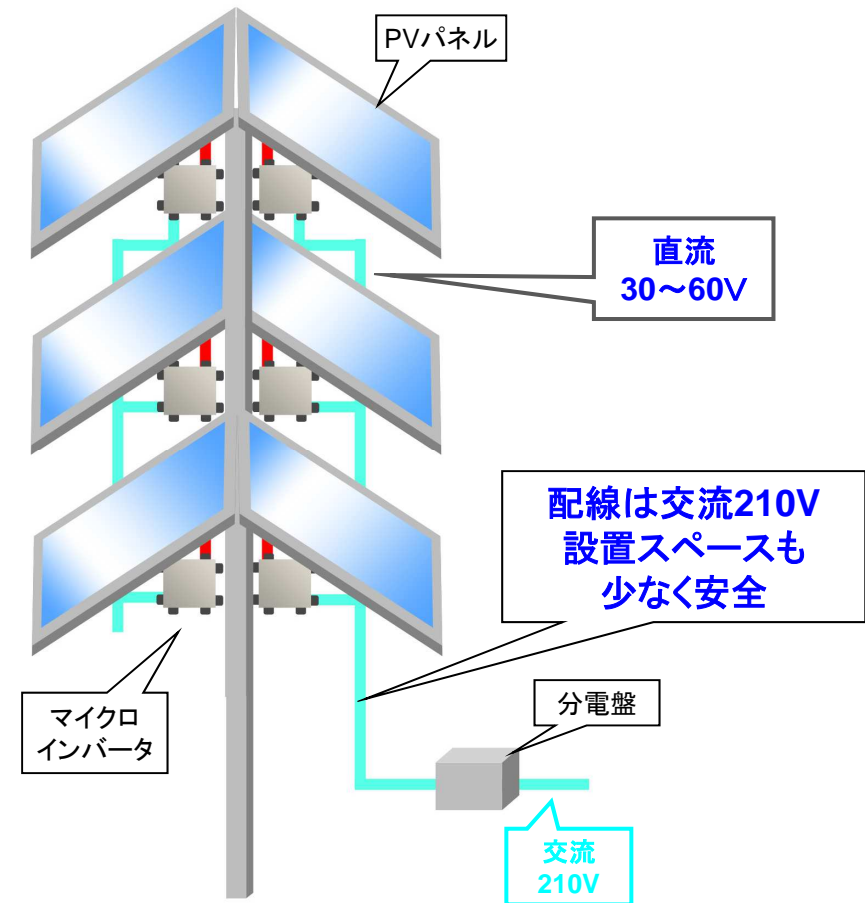 PVパネル
直流
30～60V
配線は交流210V
設置スペースも
少なく安全
マイクロ
インバータ
分電盤
交流
210V